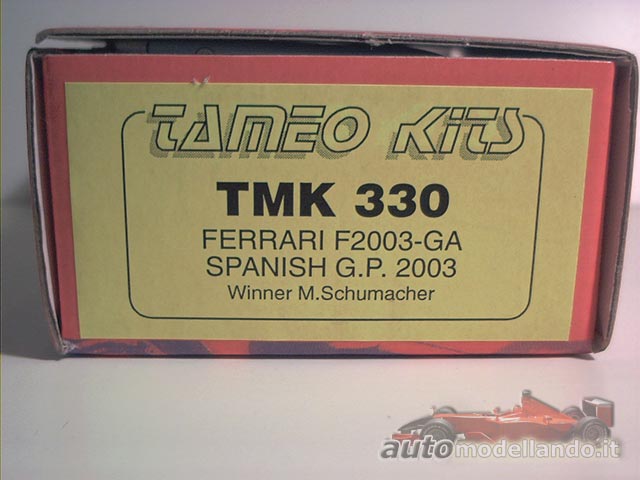 TAMEO KITS
TMK 330
FERRARI F2003-GA
SPANISH G.P. 2003
Winner M.Schumacher
automodellando.it